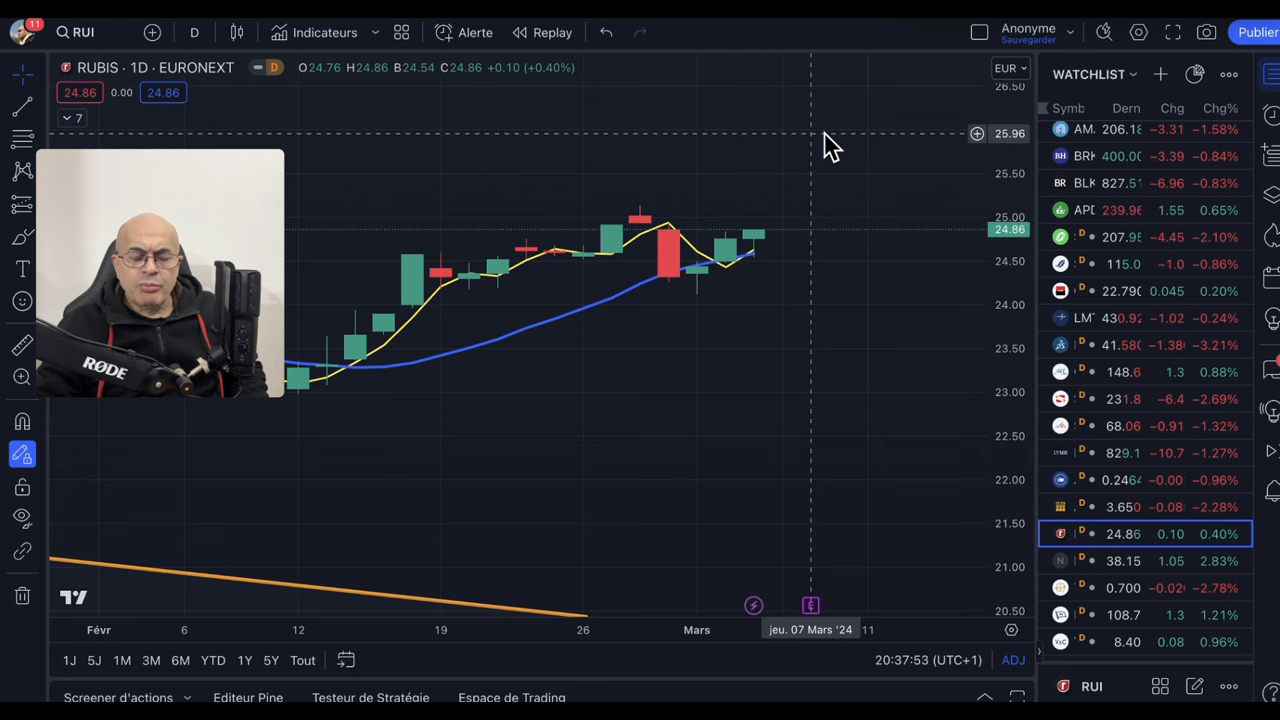 11
RUI
D
Indicateurs
Alerte
Replay
Anonyme
Sauvegarder
Publier
RUBIS · 1D · EURONEXT
D
O24.76 H24.86 B24.54 C24.86 +0.10 (+0.40%)
EUR
24.86 0.00 24.86
7
26.50
25.96
25.50
25.00
24.86
24.50
24.00
23.50
23.00
22.50
22.00
21.50
21.00
20.50
RØDE
Févr 6 12 19 26 Mars jeu. 07 Mars '24 11
1J 5J 1M 3M 6M YTD 1Y 5Y Tout
20:37:53 (UTC+1) ADJ
Screener d'actions Editeur Pine Testeur de Stratégie Espace de Trading
WATCHLIST
Symb Dern Chg Chg%
AM. 206.18 −3.31 −1.58%
BH BRK 400.00 −3.39 −0.84%
BR BLK 827.51 −6.96 −0.83%
APD 239.96 1.55 0.65%
D 207.95 −4.45 −2.10%
D 115.0 −1.0 −0.86%
D 22.790 0.045 0.20%
LM 430.92 −1.02 −0.24%
D 41.580 −1.380 −3.21%
D 148.6 1.3 0.88%
D 231.8 −6.4 −2.69%
D 68.06 −0.91 −1.32%
LVMH D 829.1 −10.7 −1.27%
D 0.2464 −0.00 −0.96%
D 3.650 −0.08 −2.28%
D 24.86 0.10 0.40%
N D 38.15 1.05 2.83%
D 0.700 −0.02 −2.78%
D 108.7 1.3 1.21%
V&C D 8.40 0.08 0.96%
RUI